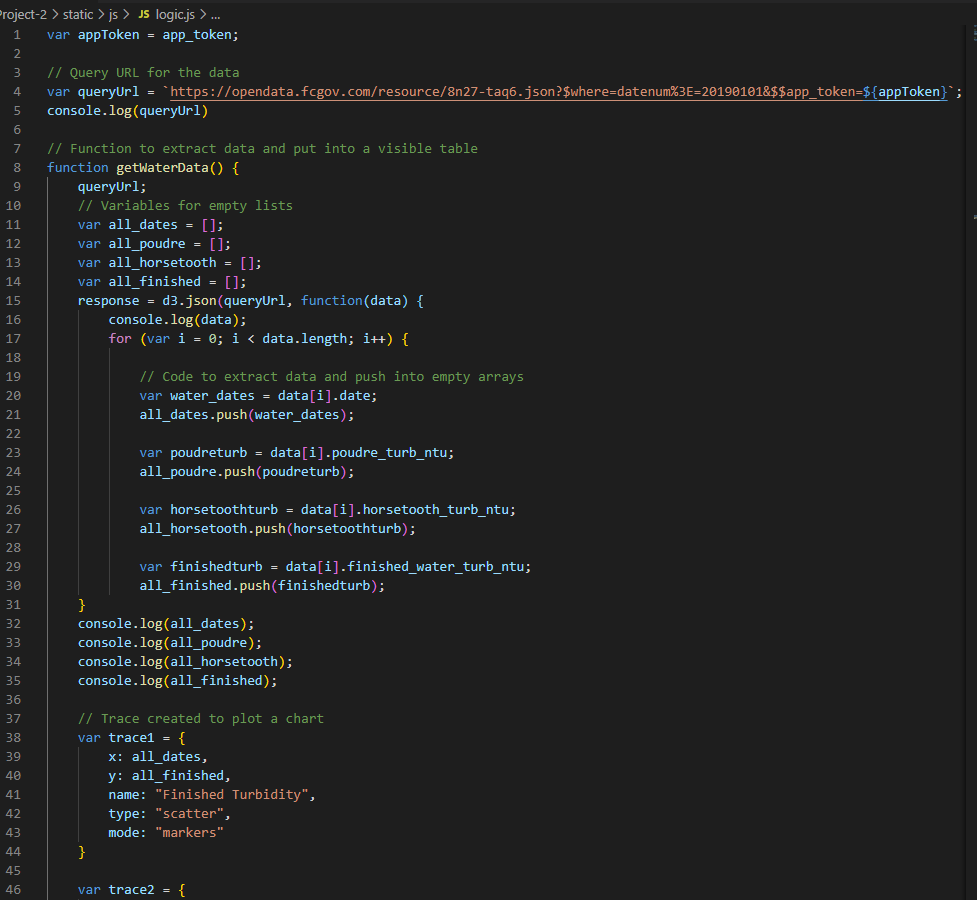 Project-2 > static > js > JS logic.js > ...
1 var appToken = app_token;
2
3 // Query URL for the data
4 var queryUrl = `https://opendata.fcgov.com/resource/8n27-taq6.json?$where=datenum%3E=20190101&$$app_token=${appToken}`;
5 console.log(queryUrl)
6
7 // Function to extract data and put into a visible table
8 function getWaterData() {
9     queryUrl;
10     // Variables for empty lists
11     var all_dates = [];
12     var all_poudre = [];
13     var all_horsetooth = [];
14     var all_finished = [];
15     response = d3.json(queryUrl, function(data) {
16         console.log(data);
17         for (var i = 0; i < data.length; i++) {
18
19             // Code to extract data and push into empty arrays
20             var water_dates = data[i].date;
21             all_dates.push(water_dates);
22
23             var poudreturb = data[i].poudre_turb_ntu;
24             all_poudre.push(poudreturb);
25
26             var horsetoothturb = data[i].horsetooth_turb_ntu;
27             all_horsetooth.push(horsetoothturb);
28
29             var finishedturb = data[i].finished_water_turb_ntu;
30             all_finished.push(finishedturb);
31     }
32     console.log(all_dates);
33     console.log(all_poudre);
34     console.log(all_horsetooth);
35     console.log(all_finished);
36
37     // Trace created to plot a chart
38     var trace1 = {
39         x: all_dates,
40         y: all_finished,
41         name: "Finished Turbidity",
42         type: "scatter",
43         mode: "markers"
44     }
45
46     var trace2 = {